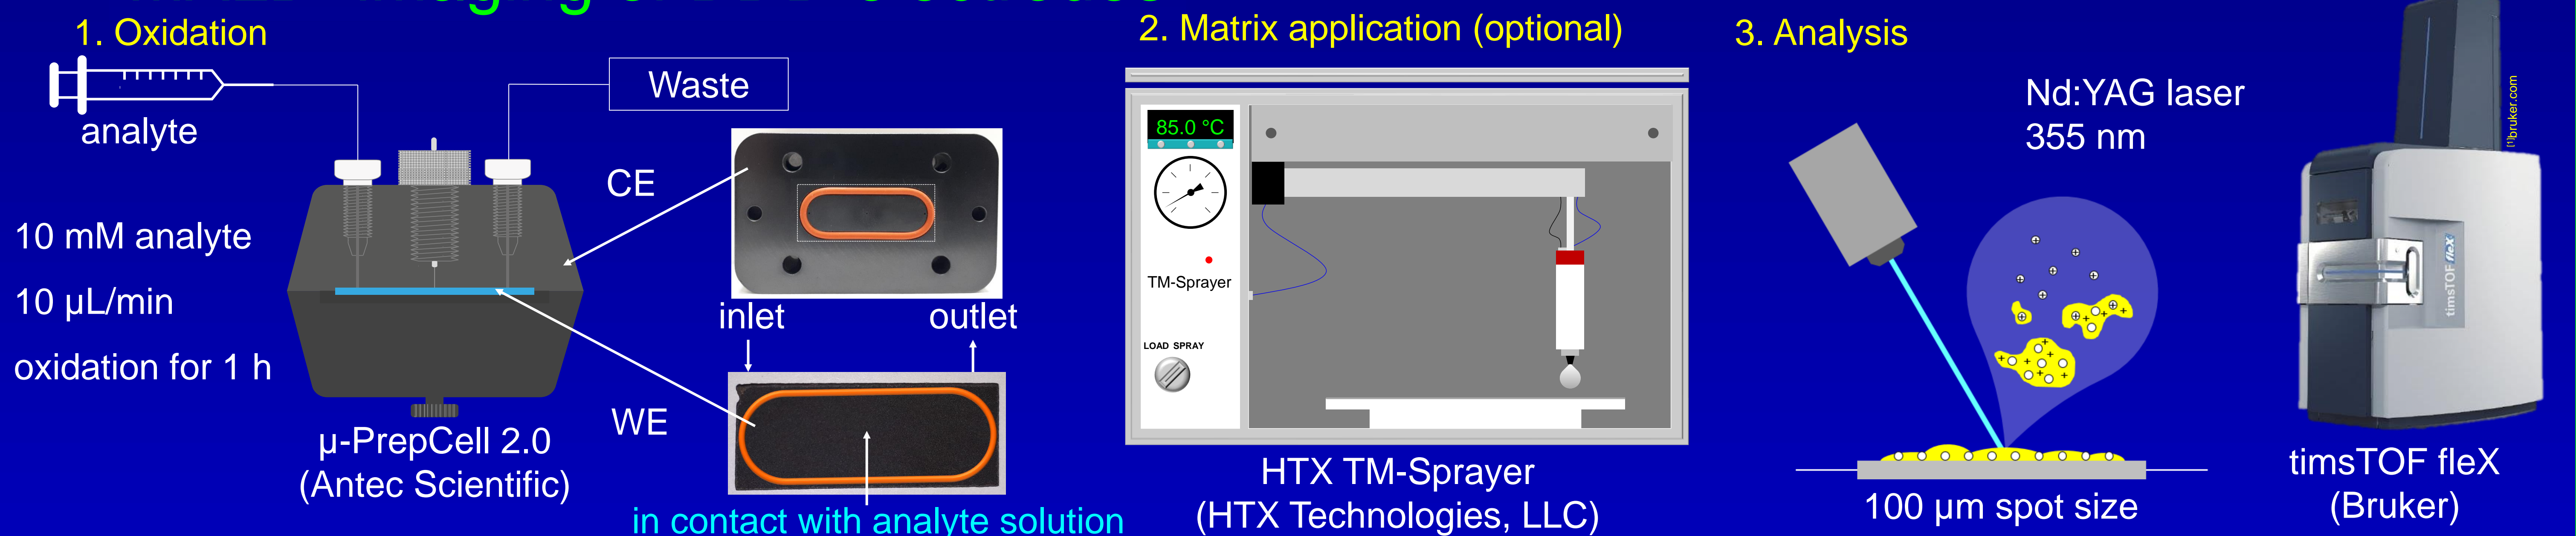 1. Oxidation
analyte
Waste
10 mM analyte
10 µL/min
oxidation for 1 h
µ-PrepCell 2.0
(Antec Scientific)
CE
inlet
outlet
WE
in contact with analyte solution
2. Matrix application (optional)
85.0 °C
TM-Sprayer
LOAD SPRAY
HTX TM-Sprayer
(HTX Technologies, LLC)
3. Analysis
Nd:YAG laser
355 nm
100 µm spot size
[1]bruker.com
timsTOF fleX
timsTOF fleX
(Bruker)